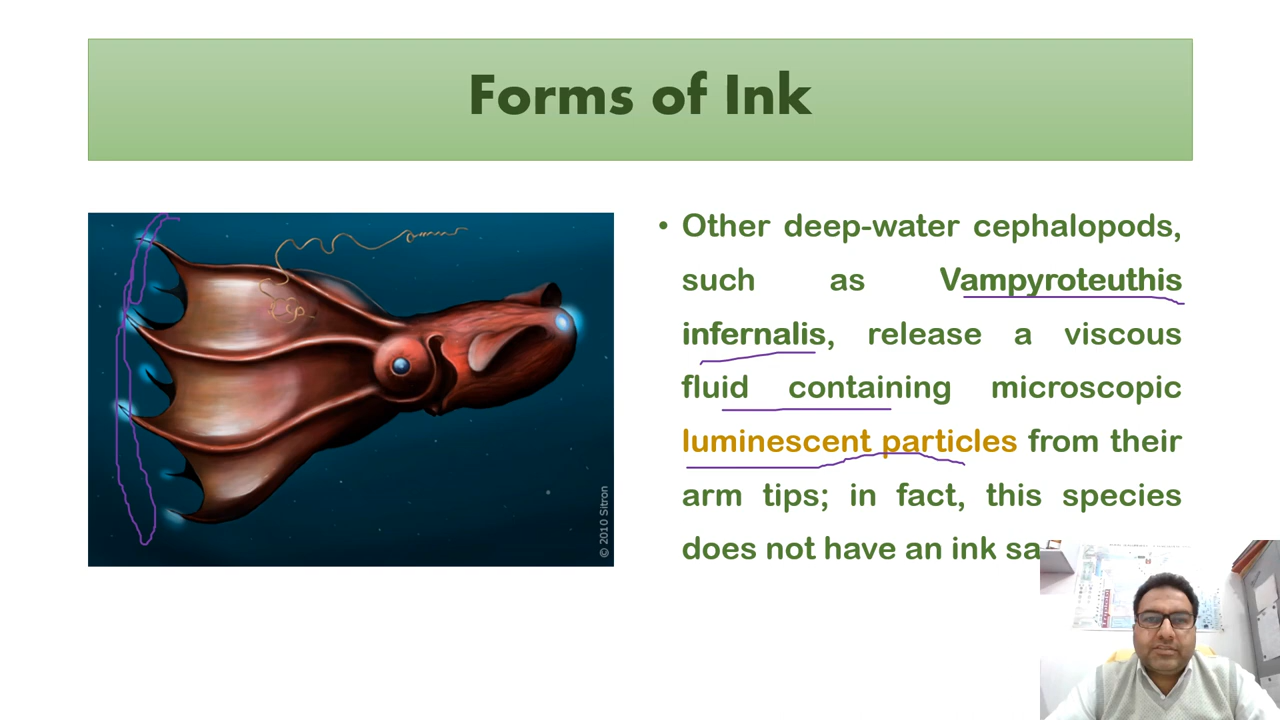 Forms of Ink
• Other deep-water cephalopods,
such as Vampyroteuthis
infernalis, release a viscous
fluid containing microscopic
luminescent particles from their
arm tips; in fact, this species
does not have an ink
© 2010 Sitron